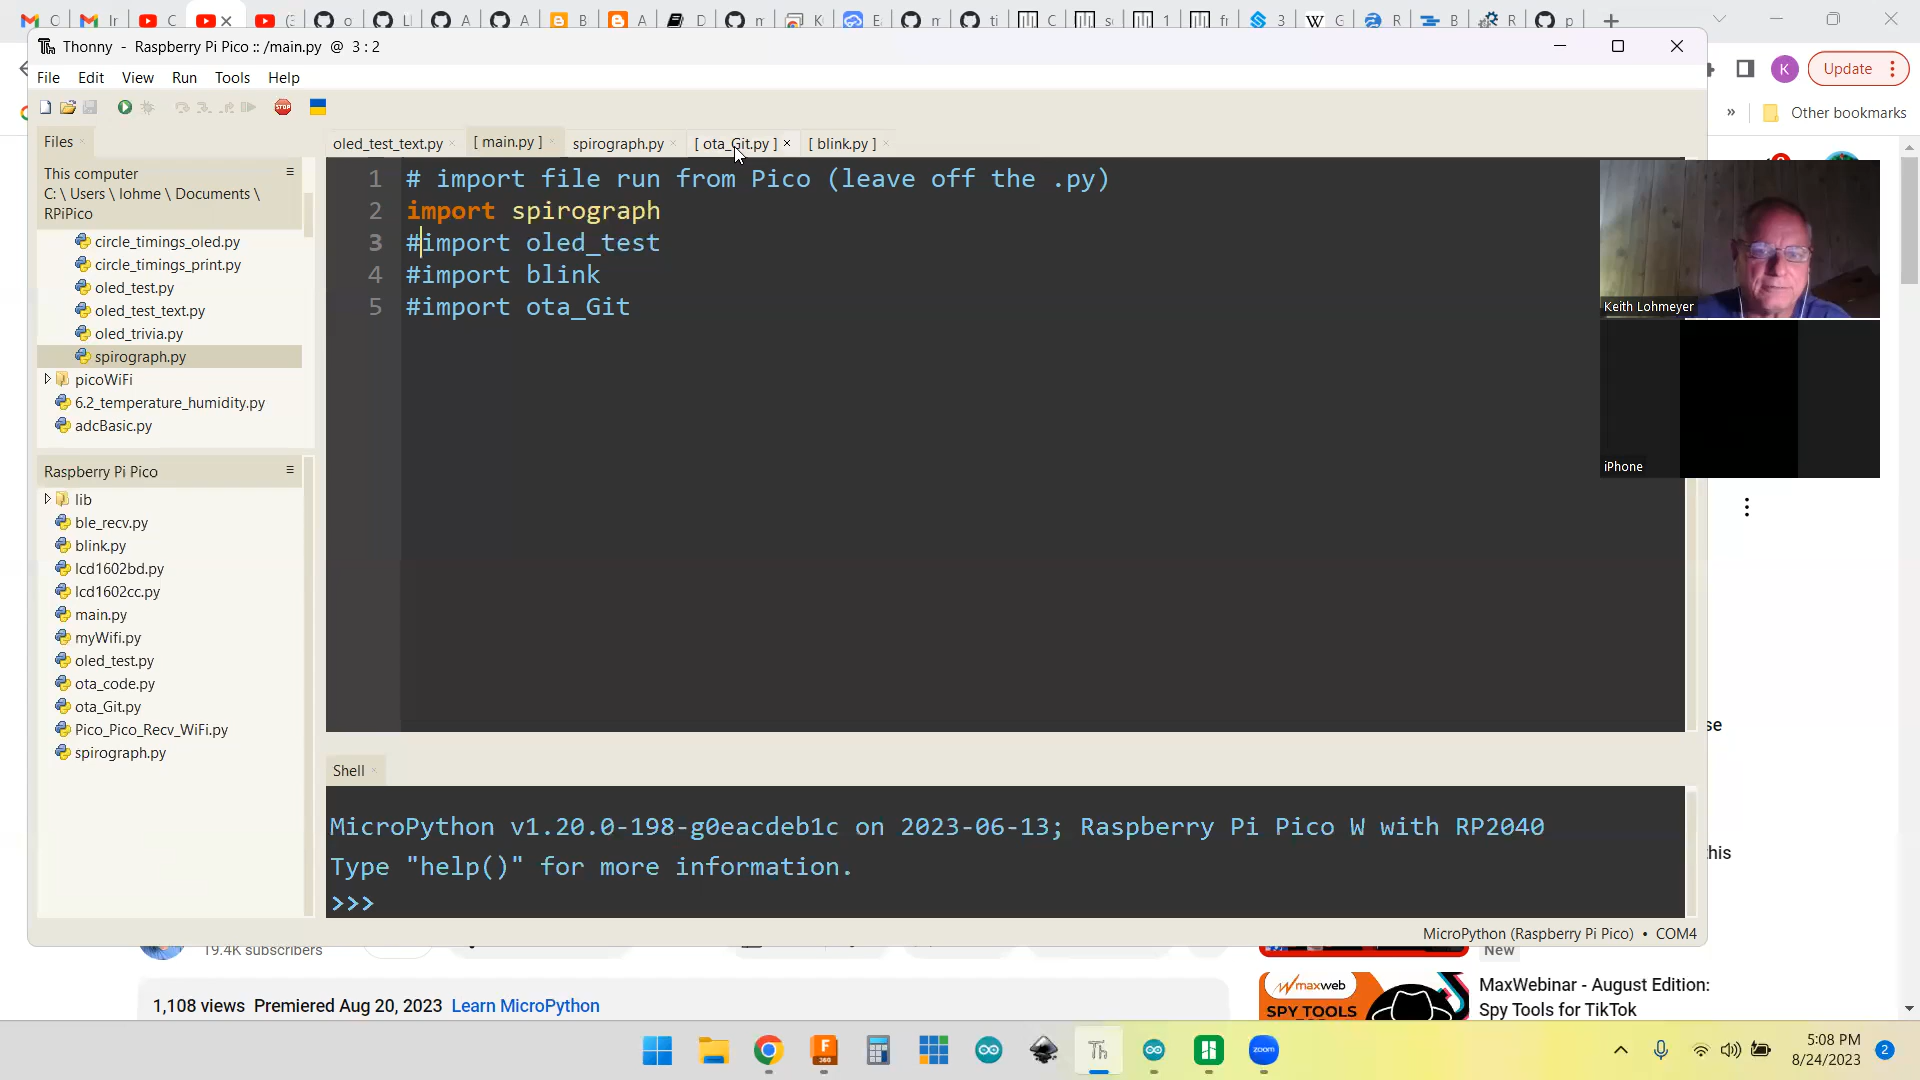 Thonny - Raspberry Pi Pico :: /main.py @ 3 : 2
File Edit View Run Tools Help
Update
Other bookmarks
STOP
Files
oled_test_text.py
[ main.py ]
spirograph.py
[ ota_Git.py ]
[ blink.py ]
This computer
C: \ Users \ lohme \ Documents \
RPiPico
circle_timings_oled.py
circle_timings_print.py
oled_test.py
oled_test_text.py
oled_trivia.py
spirograph.py
picoWiFi
6.2_temperature_humidity.py
adcBasic.py
Raspberry Pi Pico
lib
ble_recv.py
blink.py
lcd1602bd.py
lcd1602cc.py
main.py
myWifi.py
oled_test.py
ota_code.py
ota_Git.py
Pico_Pico_Recv_WiFi.py
spirograph.py
1 # import file run from Pico (leave off the .py)
2 import spirograph
3 #import oled_test
4 #import blink
5 #import ota_Git
Keith Lohmeyer
iPhone
Shell
MicroPython v1.20.0-198-g0eacdeb1c on 2023-06-13; Raspberry Pi Pico W with RP2040
Type "help()" for more information.
>>>
MicroPython (Raspberry Pi Pico) • COM4
19.4K subscribers
New
1,108 views Premiered Aug 20, 2023 Learn MicroPython
maxweb
SPY TOOLS
MaxWebinar - August Edition:
Spy Tools for TikTok
zoom
5:08 PM
8/24/2023
2